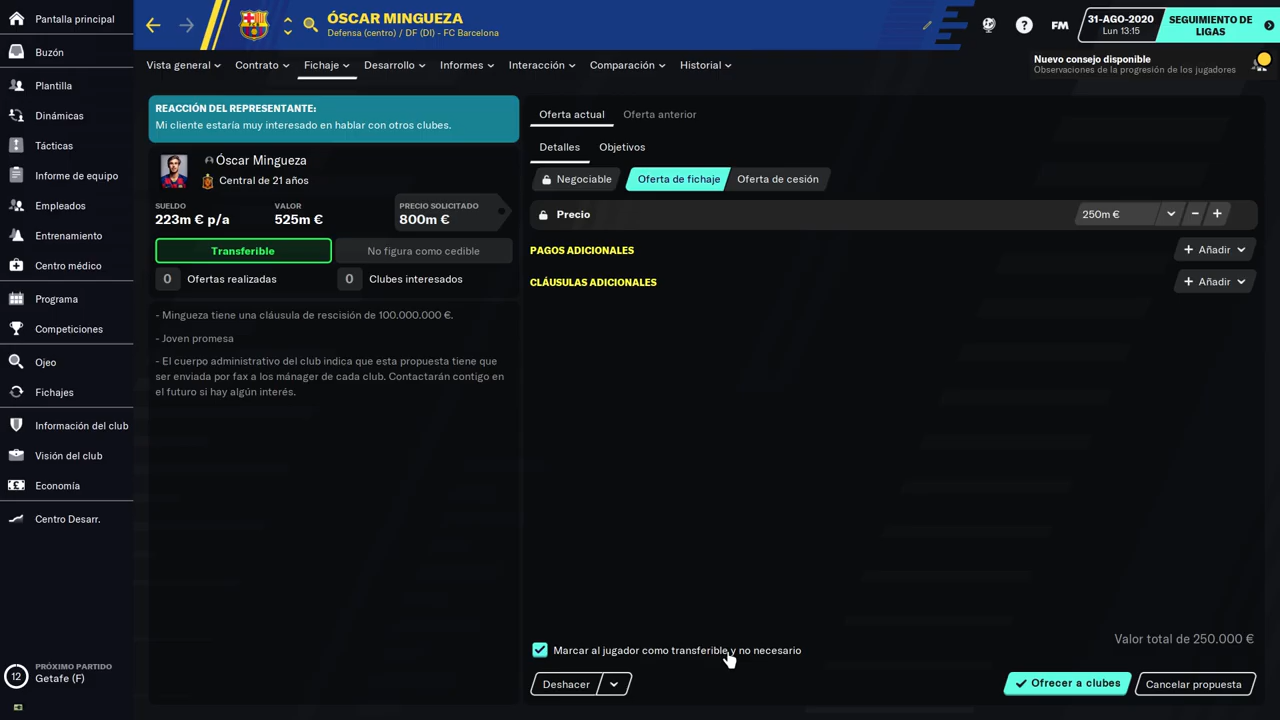 Pantalla principal
Buzón
Plantilla
Dinámicas
Tácticas
Informe de equipo
Empleados
Entrenamiento
Centro médico
Programa
Competiciones
Ojeo
Fichajes
Información del club
Visión del club
Economía
Centro Desarr.
12
PRÓXIMO PARTIDO
Getafe (F)
ÓSCAR MINGUEZA
Defensa (centro) / DF (DI) - FC Barcelona
?
FM
31-AGO-2020
Lun 13:15
SEGUIMIENTO DE LIGAS
Vista general
Contrato
Fichaje
Desarrollo
Informes
Interacción
Comparación
Historial
Nuevo consejo disponible
Observaciones de la progresión de los jugadores
REACCIÓN DEL REPRESENTANTE:
Mi cliente estaría muy interesado en hablar con otros clubes.
Óscar Mingueza
Central de 21 años
SUELDO
223m € p/a
VALOR
525m €
PRECIO SOLICITADO
800m €
Transferible
No figura como cedible
0 Ofertas realizadas
0 Clubes interesados
- Mingueza tiene una cláusula de rescisión de 100.000.000 €.
- Joven promesa
- El cuerpo administrativo del club indica que esta propuesta tiene que
ser enviada por fax a los mánager de cada club. Contactarán contigo en
el futuro si hay algún interés.
Oferta actual
Oferta anterior
Detalles
Objetivos
Negociable
Oferta de fichaje
Oferta de cesión
Precio
250m €
- +
PAGOS ADICIONALES
+ Añadir
CLÁUSULAS ADICIONALES
+ Añadir
Valor total de 250.000 €
Marcar al jugador como transferible y no necesario
Deshacer
Ofrecer a clubes
Cancelar propuesta